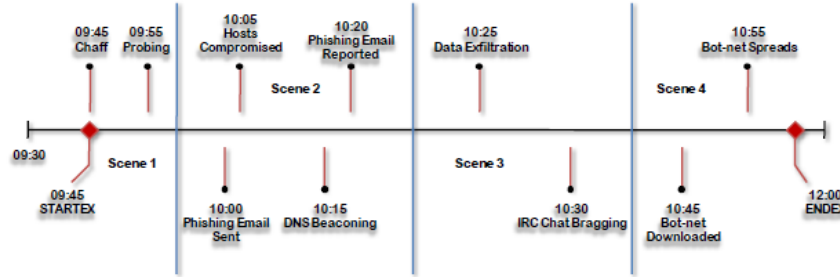 09:45
Chaff
09:55
Probing
10:05
Hosts
Compromised
10:20
Phishing Email
Reported
10:25
Data Exfiltration
10:55
Bot-net Spreads
Scene 2
Scene 4
09:30
Scene 1
Scene 3
09:45
STARTEX
10:00
Phishing Email
Sent
10:15
DNS Beaconing
10:30
IRC Chat Bragging
10:45
Bot-net
Downloaded
12:00
ENDEX